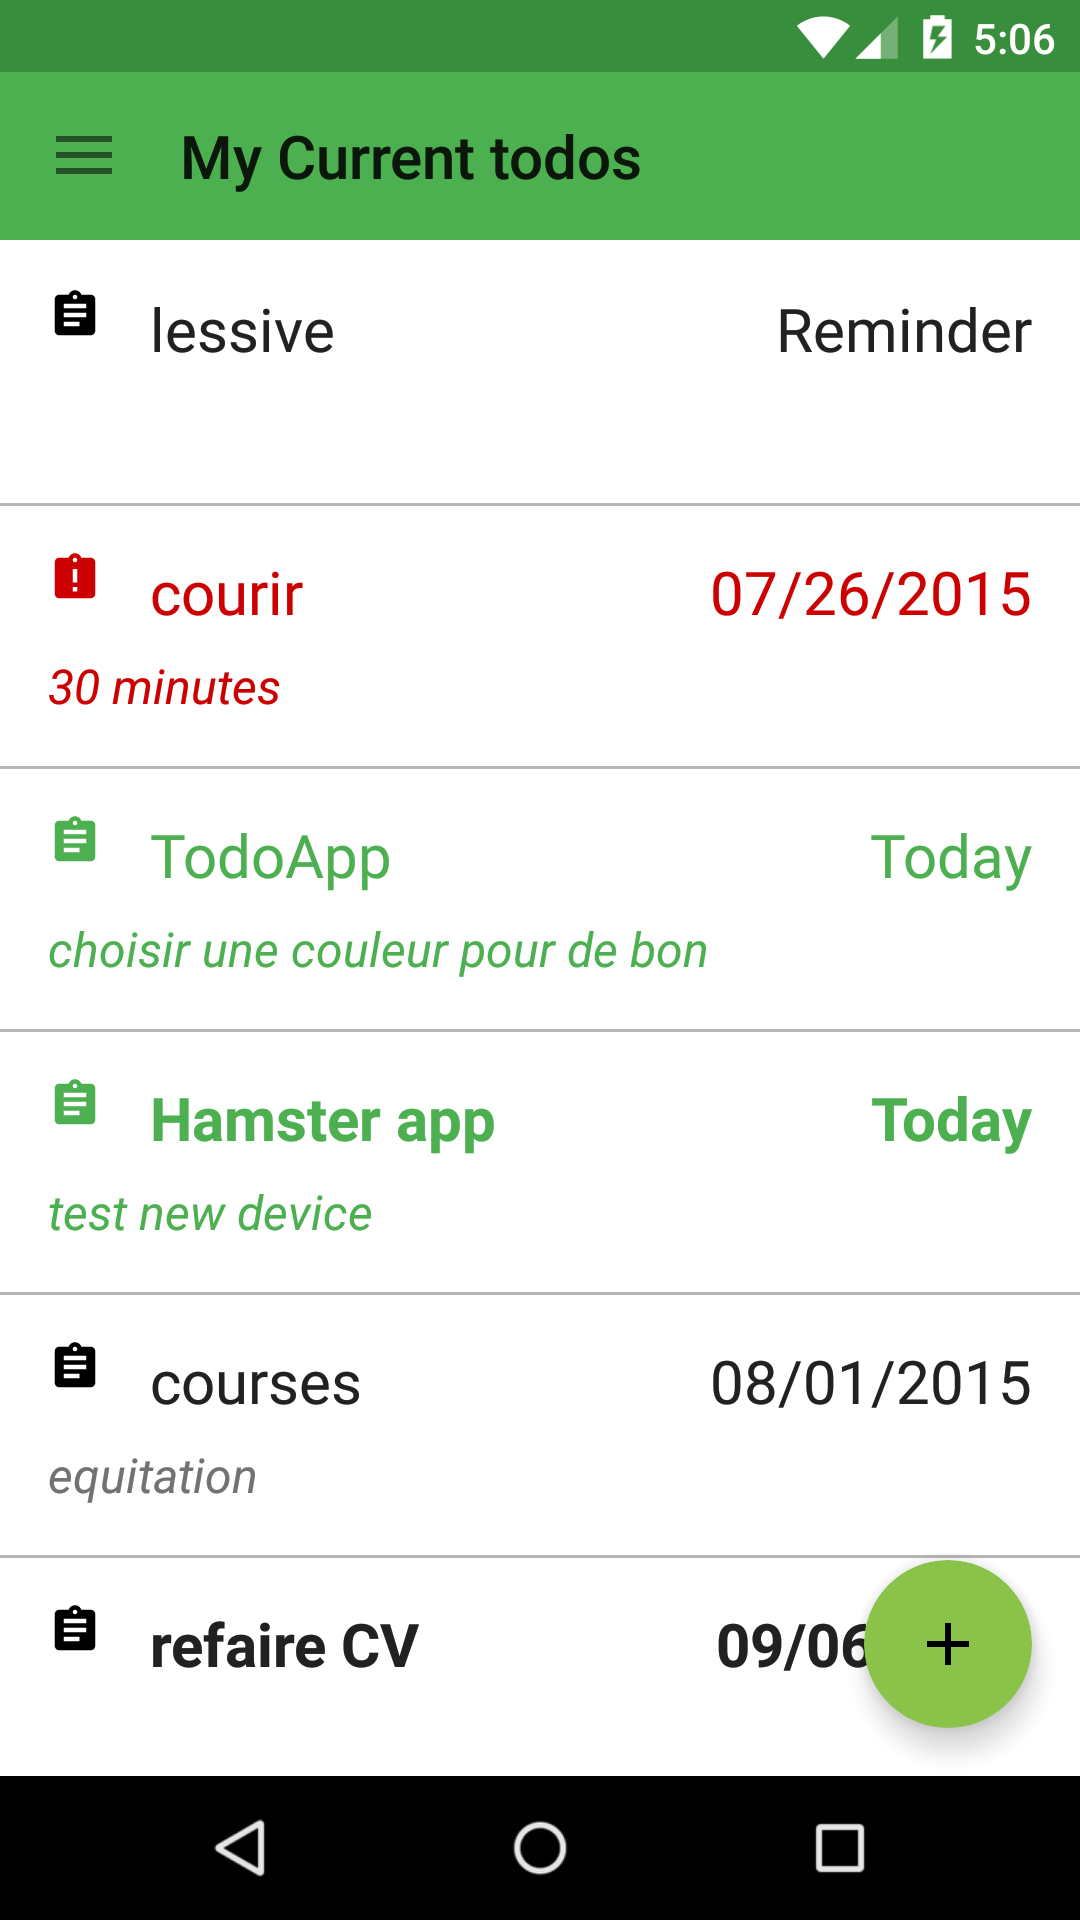 5:06
My Current todos
lessive Reminder
courir 07/26/2015
30 minutes
TodoApp Today
choisir une couleur pour de bon
Hamster app Today
test new device
courses 08/01/2015
equitation
refaire CV 09/06